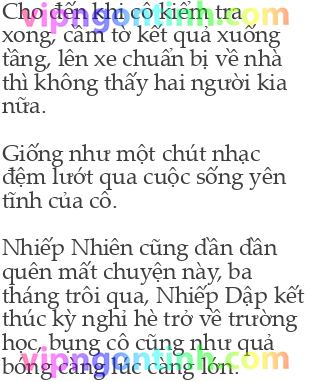 Cho đến khi cô kiểm tra
xong, cầm tờ kết quả xuống
tầng, lên xe chuẩn bị về nhà
thì không thấy hai người kia
nữa.
Giống như một chút nhạc
đệm lướt qua cuộc sống yên
tĩnh của cô.
Nhiếp Nhiên cũng dần dần
quên mất chuyện này, ba
tháng trôi qua, Nhiếp Dập kết
thúc kỳ nghỉ hè trở về trường
học, bụng cô cũng như quả
bóng càng lúc càng lớn.
vipngontinh.com
vipngontinh.com